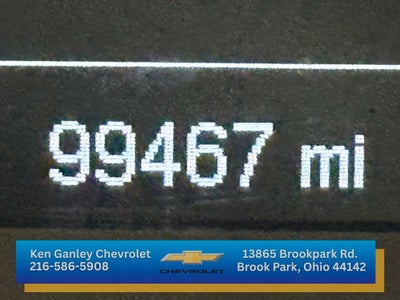 99467 mi
Ken Ganley Chevrolet
216-586-5908
CHEVROLET
13865 Brookpark Rd.
Brook Park, Ohio 44142